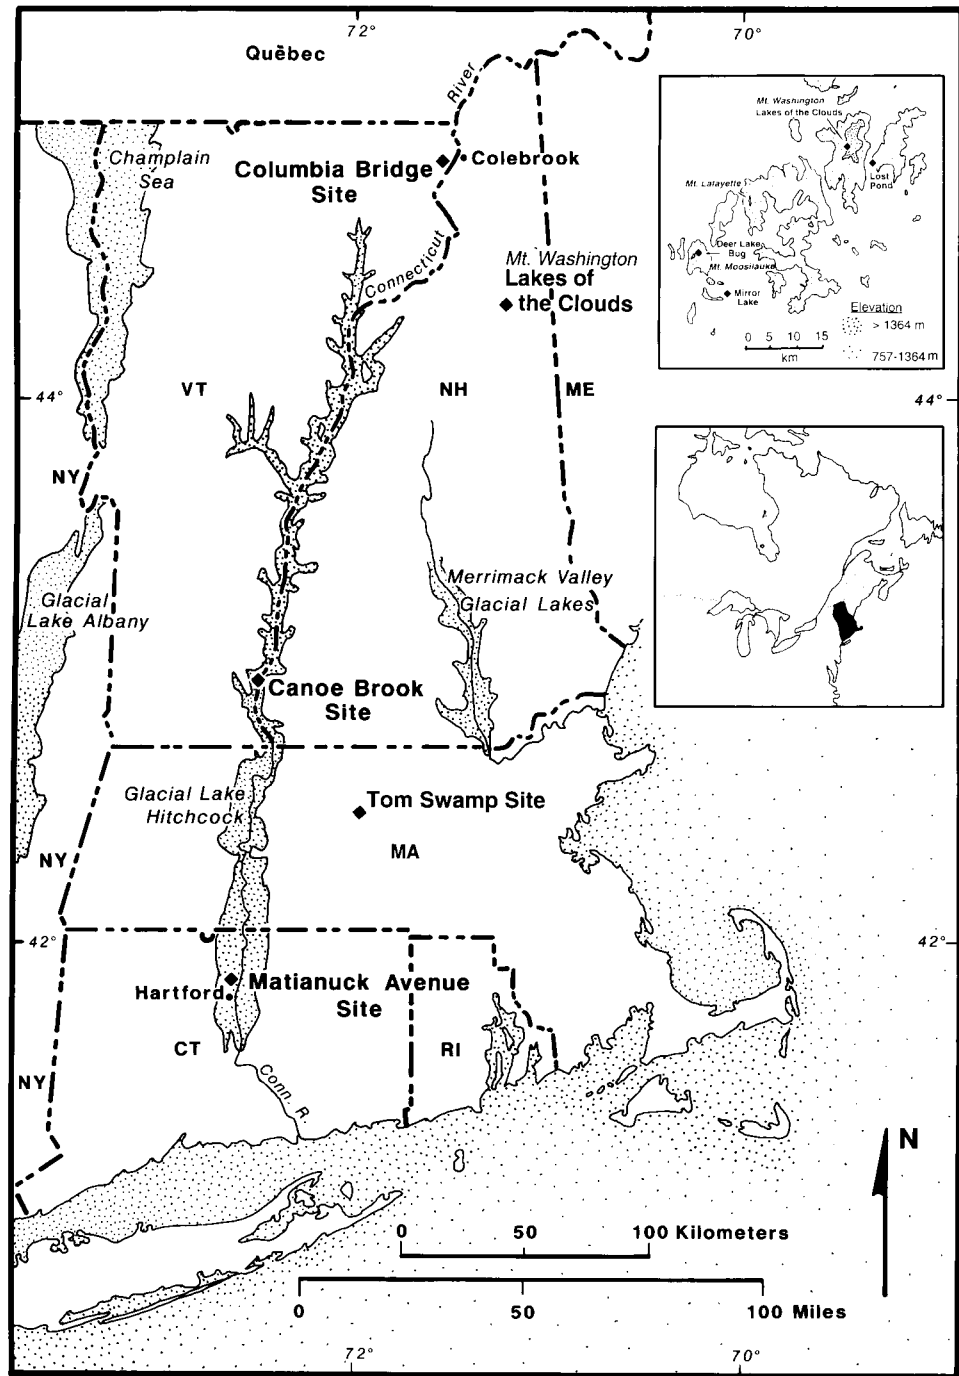 72°
70°
Quèbec
River
Champlain
Sea
Columbia Bridge
Site
Colebrook
Connecticut
Mt. Washington
Lakes of
the Clouds
VT
NH
ME
44°
44°
NY
Glacial
Lake Albany
Merrimack Valley
Glacial Lakes
Canoe Brook
Site
Glacial Lake
Hitchcock
Tom Swamp Site
NY
MA
42°
42°
Matianuck Avenue
Site
Hartford
CT
RI
NY
Conn. R.
N
0 50 100 Kilometers
0 50 100 Miles
72°
70°
Mt. Washington
Lakes of the Clouds
Lost
Pond
Mt. Lafayette
Deer Lake
Bog
Mt. Moosilauke
Mirror
Lake
Elevation
> 1364 m
757-1364 m
0 5 10 15
km